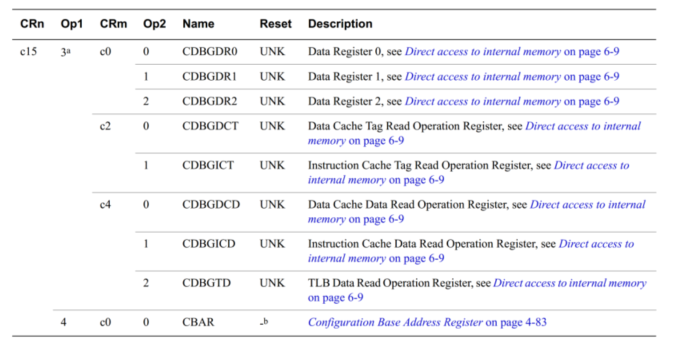 CRn Op1 CRm Op2 Name Reset Description
c15 3a c0 0 CDBGDR0 UNK Data Register 0, see Direct access to internal memory on page 6-9
1 CDBGDR1 UNK Data Register 1, see Direct access to internal memory on page 6-9
2 CDBGDR2 UNK Data Register 2, see Direct access to internal memory on page 6-9
c2 0 CDBGDCT UNK Data Cache Tag Read Operation Register, see Direct access to internal
memory on page 6-9
1 CDBGICT UNK Instruction Cache Tag Read Operation Register, see Direct access to
internal memory on page 6-9
c4 0 CDBGDCD UNK Data Cache Data Read Operation Register, see Direct access to internal
memory on page 6-9
1 CDBGICD UNK Instruction Cache Data Read Operation Register, see Direct access to
internal memory on page 6-9
2 CDBGTD UNK TLB Data Read Operation Register, see Direct access to internal memory
on page 6-9
4 c0 0 CBAR -b Configuration Base Address Register on page 4-83